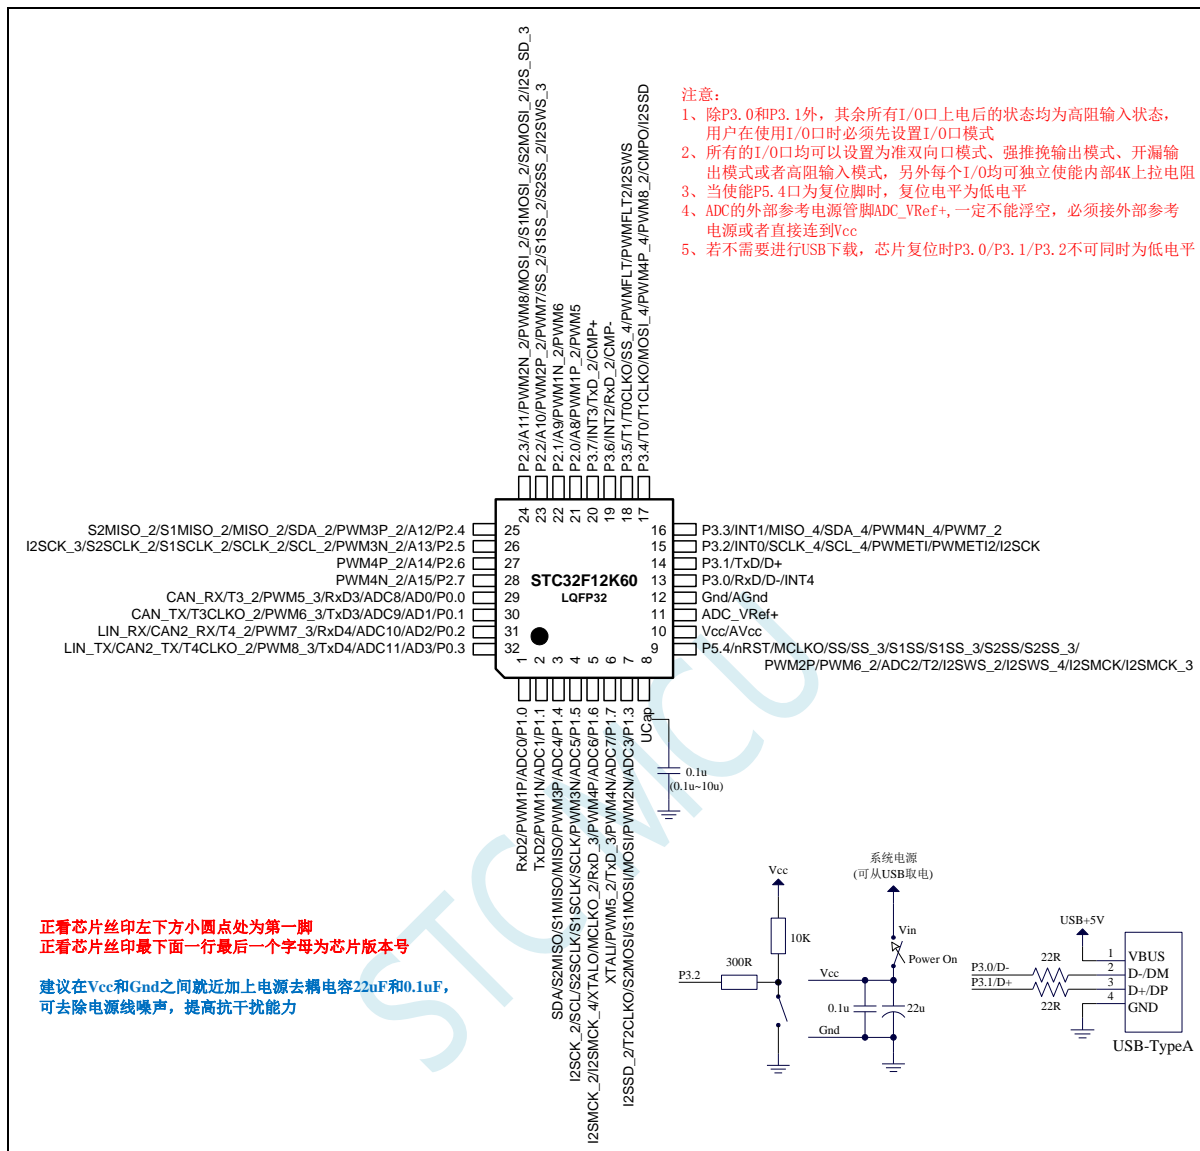 注意：
1、除P3.0和P3.1外，其余所有I/O口上电后的状态均为高阻输入状态，
用户在使用I/O口时必须先设置I/O口模式
2、所有的I/O口均可以设置为准双向口模式、强推挽输出模式、开漏输
出模式或者高阻输入模式，另外每个I/O均可独立使能内部4K上拉电阻
3、当使能P5.4口为复位脚时，复位电平为低电平
4、ADC的外部参考电源管脚ADC_VRef+,一定不能浮空，必须接外部参考
电源或者直接连到Vcc
5、若不需要进行USB下载，芯片复位时P3.0/P3.1/P3.2不可同时为低电平
P2.3/A11/PWM2N_2/PWM8/MOSI_2/S1MOSI_2/S2MOSI_2/I2S_SD_3
P2.2/A10/PWM2P_2/PWM7/SS_2/S1SS_2/S2SS_2/I2SWS_3
P2.1/A9/PWM1N_2/PWM6
P2.0/A8/PWM1P_2/PWM5
P3.7/INT3/TxD_2/CMP+
P3.6/INT2/RxD_2/CMP-
P3.5/T1/T0CLKO/SS_4/PWMFLT/PWMFLT2/I2SWS
P3.4/T0/T1CLKO/MOSI_4/PWM4P_4/PWM8_2/CMPO/I2SSD
24
23
22
21
20
19
18
17
S2MISO_2/S1MISO_2/MISO_2/SDA_2/PWM3P_2/A12/P2.4
25
I2SCK_3/S2SCLK_2/S1SCLK_2/SCLK_2/SCL_2/PWM3N_2/A13/P2.5
26
PWM4P_2/A14/P2.6
27
PWM4N_2/A15/P2.7
28
CAN_RX/T3_2/PWM5_3/RxD3/ADC8/AD0/P0.0
29
CAN_TX/T3CLKO_2/PWM6_3/TxD3/ADC9/AD1/P0.1
30
LIN_RX/CAN2_RX/T4_2/PWM7_3/RxD4/ADC10/AD2/P0.2
31
LIN_TX/CAN2_TX/T4CLKO_2/PWM8_3/TxD4/ADC11/AD3/P0.3
32
STC32F12K60
LQFP32
16
P3.3/INT1/MISO_4/SDA_4/PWM4N_4/PWM7_2
15
P3.2/INT0/SCLK_4/SCL_4/PWMETI/PWMETI2/I2SCK
14
P3.1/TxD/D+
13
P3.0/RxD/D-/INT4
12
Gnd/AGnd
11
ADC_VRef+
10
Vcc/AVcc
9
P5.4/nRST/MCLKO/SS/SS_3/S1SS/S1SS_3/S2SS/S2SS_3/
PWM2P/PWM6_2/ADC2/T2/I2SWS_2/I2SWS_4/I2SMCK/I2SMCK_3
1
2
3
4
5
6
7
8
RxD2/PWM1P/ADC0/P1.0
TxD2/PWM1N/ADC1/P1.1
SDA/S2MISO/S1MISO/MISO/PWM3P/ADC4/P1.4
I2SCK_2/SCL/S2SCLK/S1SCLK/SCLK/PWM3N/ADC5/P1.5
I2SMCK_2/I2SMCK_4/XTALO/MCLKO_2/RxD_3/PWM4P/ADC6/P1.6
XTALI/PWM5_2/TxD_3/PWM4N/ADC7/P1.7
I2SSD_2/T2CLKO/S2MOSI/S1MOSI/MOSI/PWM2N/ADC3/P1.3
UCap
0.1u
(0.1u~10u)
STCMCU
正看芯片丝印左下方小圆点处为第一脚
正看芯片丝印最下面一行最后一个字母为芯片版本号
建议在Vcc和Gnd之间就近加上电源去耦电容22uF和0.1uF，
可去除电源线噪声，提高抗干扰能力
Vcc
10K
300R
P3.2
系统电源
(可从USB取电)
Vin
Power On
Vcc
0.1u
22u
Gnd
USB+5V
P3.0/D-
P3.1/D+
22R
22R
1
VBUS
2
D-/DM
3
D+/DP
4
GND
USB-TypeA